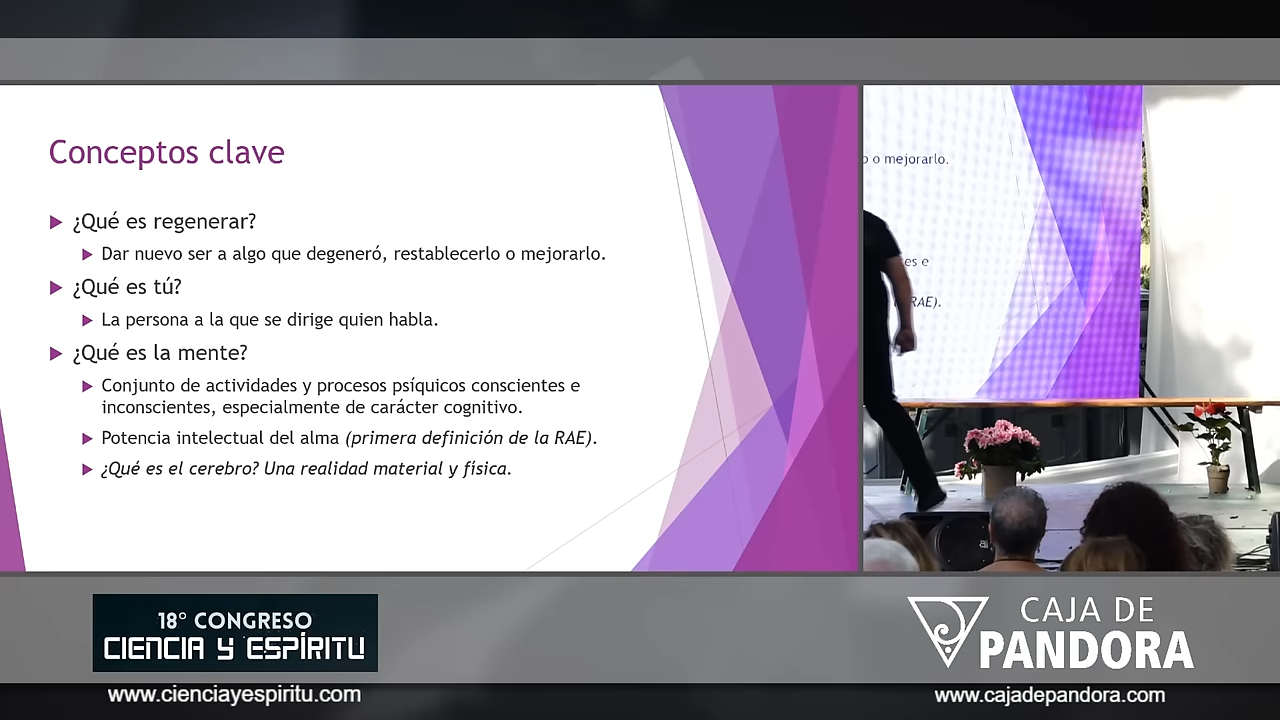 Conceptos clave
¿Qué es regenerar?
Dar nuevo ser a algo que degeneró, restablecerlo o mejorarlo.
¿Qué es tú?
La persona a la que se dirige quien habla.
¿Qué es la mente?
Conjunto de actividades y procesos psíquicos conscientes e
inconscientes, especialmente de carácter cognitivo.
Potencia intelectual del alma (primera definición de la RAE).
¿Qué es el cerebro? Una realidad material y física.
o mejorarlo.
es e
RAE).
18º CONGRESO
CIENCIA Y ESPÍRITU
www.cienciayespiritu.com
CAJA DE
PANDORA
www.cajadepandora.com